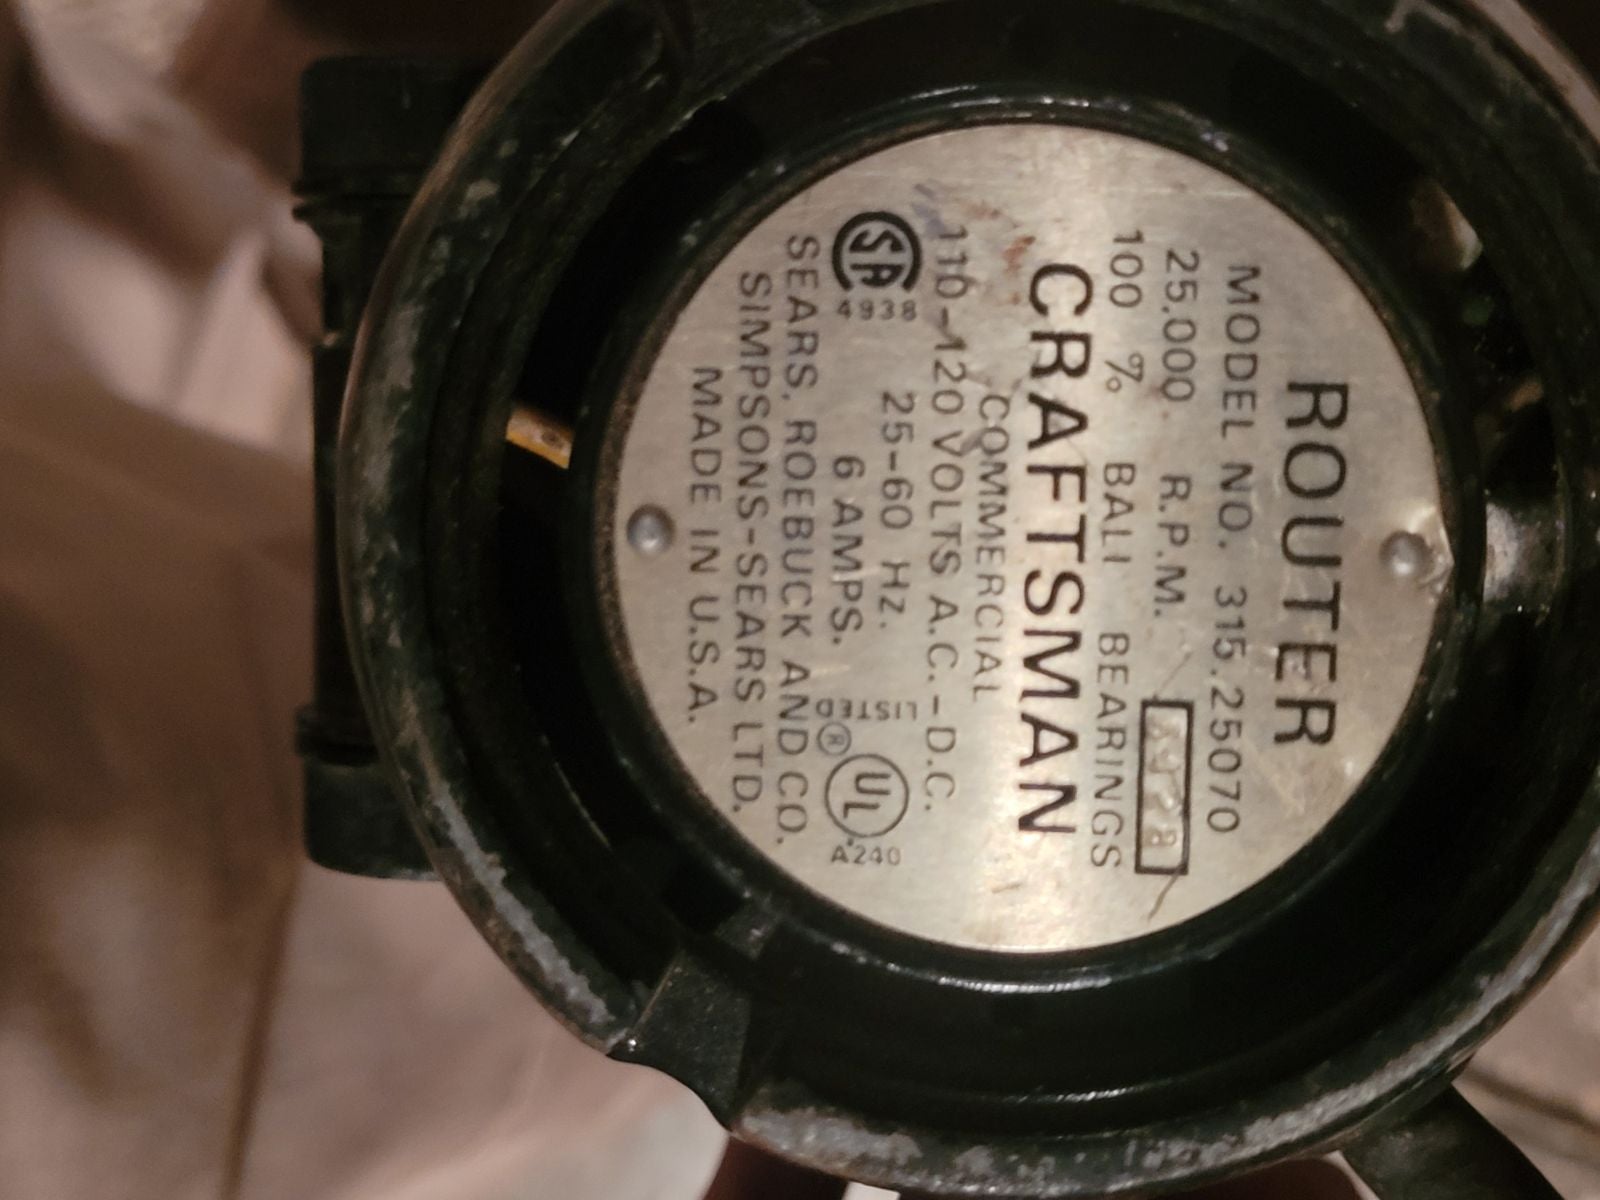 ROUTER
MODEL NO. 315.25070
25.000 R.P.M.
100 % BALL BEARINGS
CRAFTSMAN
COMMERCIAL
110-120 VOLTS A.C.-D.C.
25-60 Hz.
6 AMPS.
SA
4938
LISTED
®
UL
A240
SEARS, ROEBUCK AND CO.
SIMPSONS-SEARS LTD.
MADE IN U.S.A.